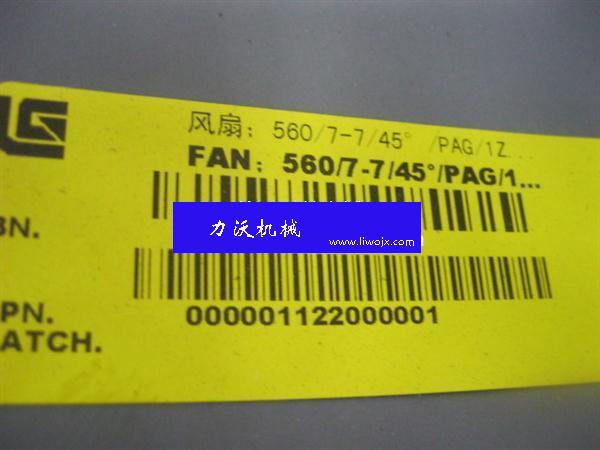 风扇: 560/7-7/45° /PAG/1Z...
FAN: 560/7-7/45°/PAG/1...
BN.
力沃机械
www.liwojx.com
PN.
000001122000001
ATCH.